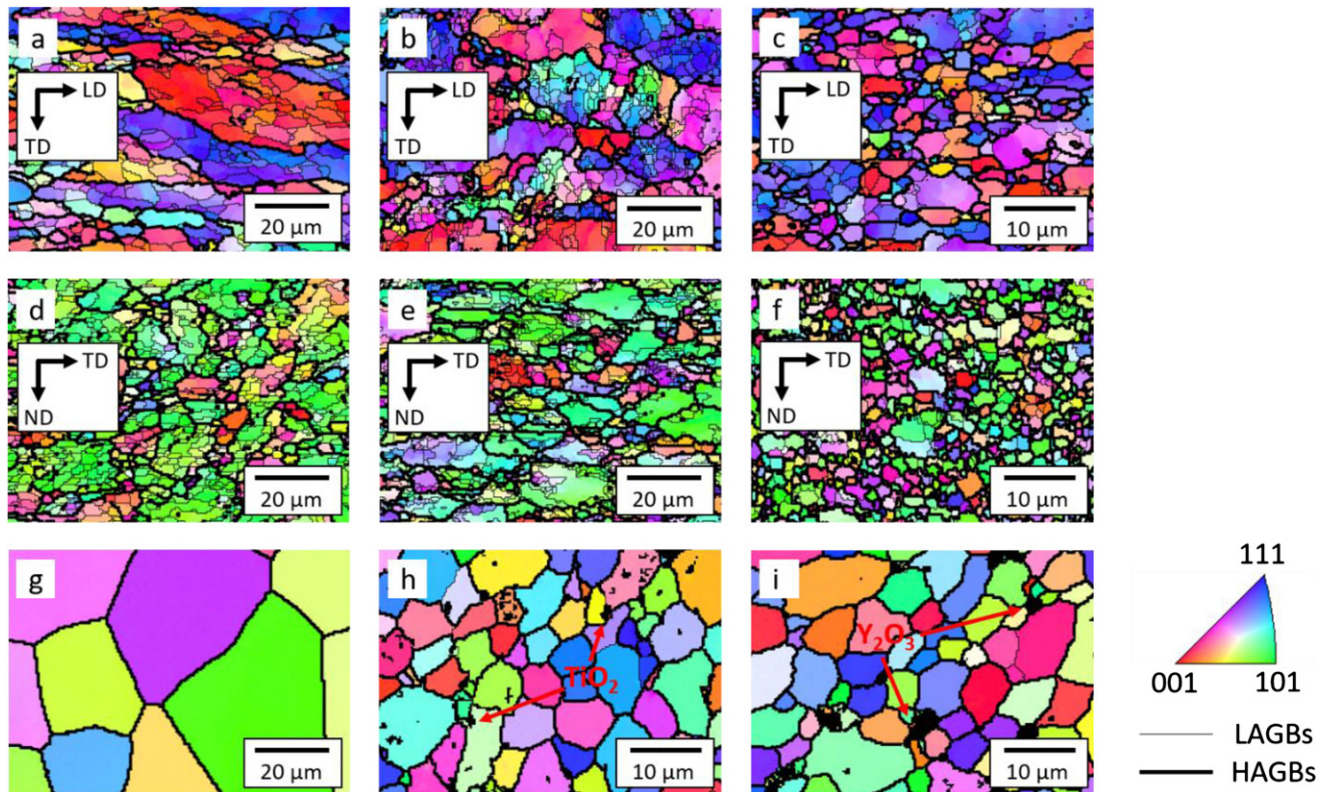 a
LD
TD
20 µm
b
LD
TD
20 µm
c
LD
TD
10 µm
d
TD
ND
20 µm
e
TD
ND
20 µm
f
TD
ND
10 µm
g
20 µm
h
TiO₂
10 µm
i
Y₂O₃
10 µm
111
001 101
LAGBs
HAGBs